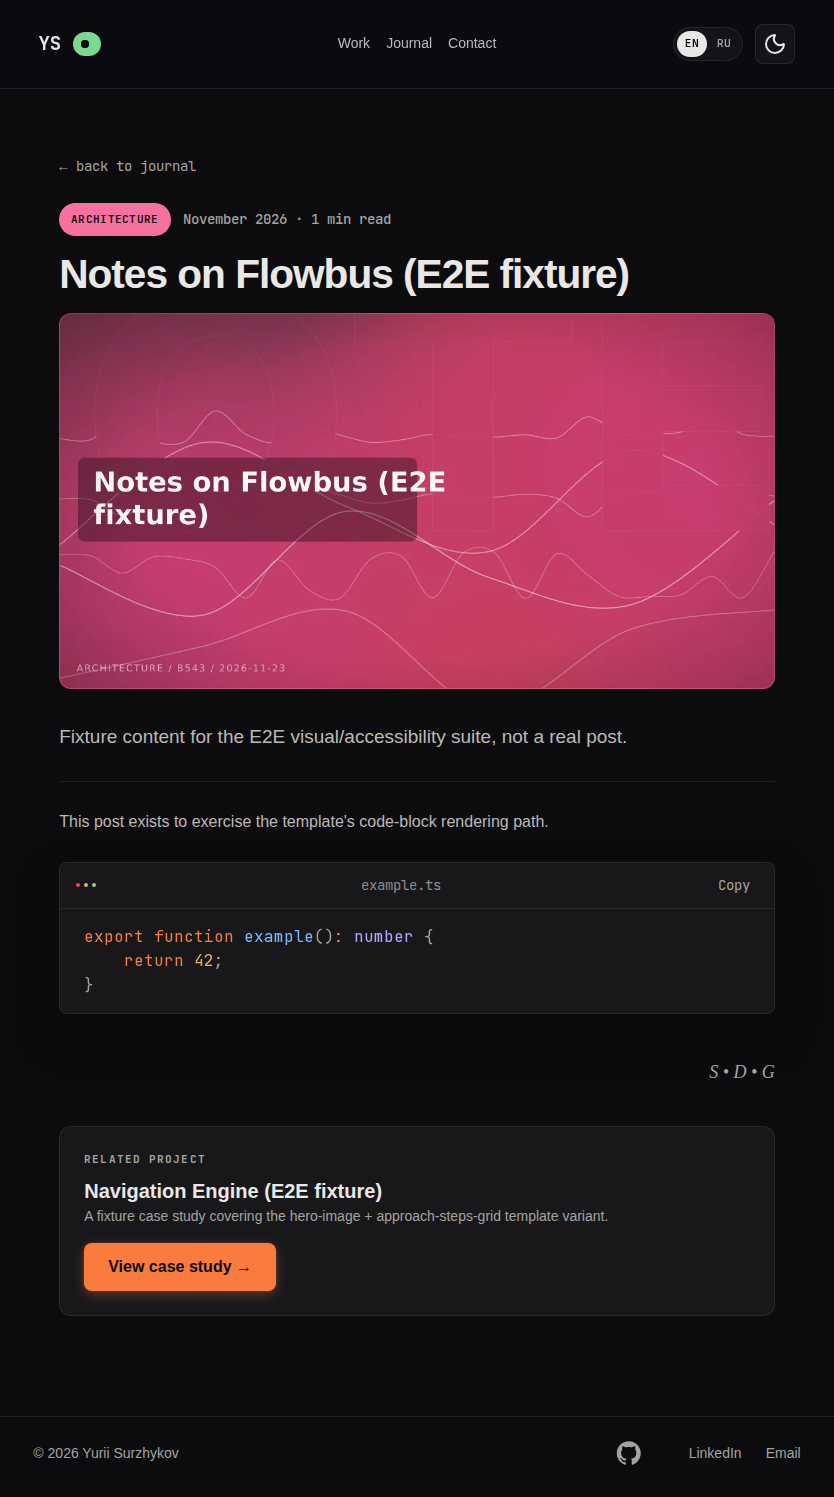 YS
Work Journal Contact
EN RU
← back to journal
ARCHITECTURE November 2026 · 1 min read
Notes on Flowbus (E2E fixture)
Notes on Flowbus (E2E
fixture)
ARCHITECTURE / B543 / 2026-11-23
Fixture content for the E2E visual/accessibility suite, not a real post.
This post exists to exercise the template's code-block rendering path.
example.ts Copy
export function example(): number {
    return 42;
}
S • D • G
RELATED PROJECT
Navigation Engine (E2E fixture)
A fixture case study covering the hero-image + approach-steps-grid template variant.
View case study →
© 2026 Yurii Surzhykov LinkedIn Email